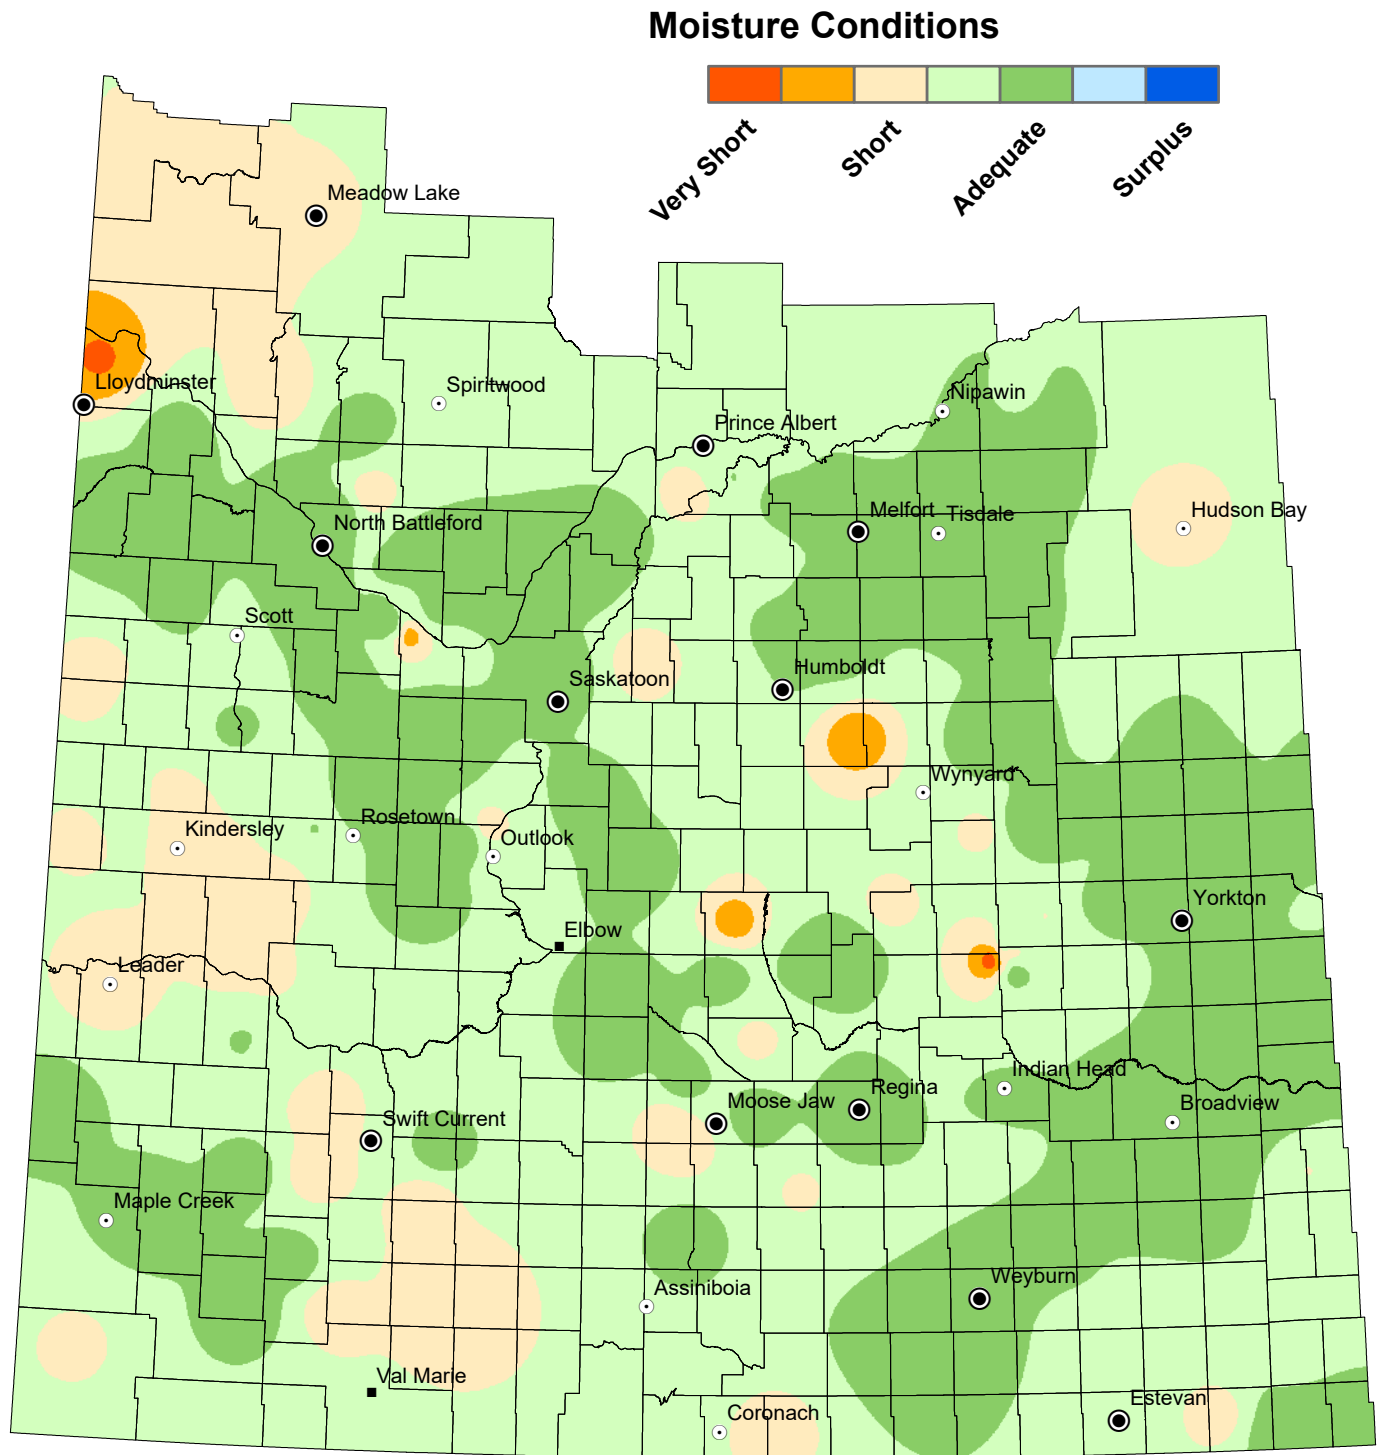 Moisture Conditions
Very Short
Short
Adequate
Surplus
Meadow Lake
Lloydminster
Spiritwood
Nipawin
Prince Albert
Hudson Bay
Melfort
Tisdale
North Battleford
Scott
Humboldt
Saskatoon
Wynyard
Rosetown
Kindersley
Outlook
Yorkton
Elbow
Leader
Indian Head
Regina
Moose Jaw
Broadview
Swift Current
Maple Creek
Weyburn
Assiniboia
Val Marie
Estevan
Coronach